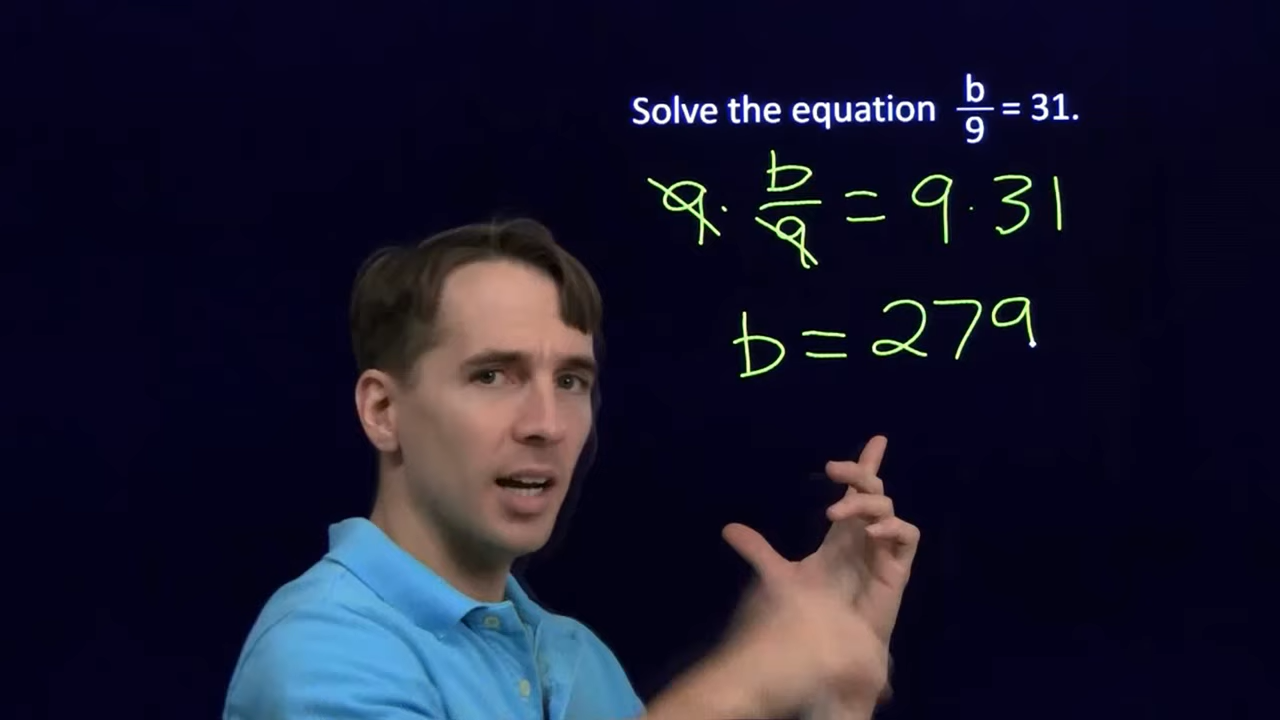 Solve the equation b/9 = 31.
9 · b/9 = 9 · 31
b = 279